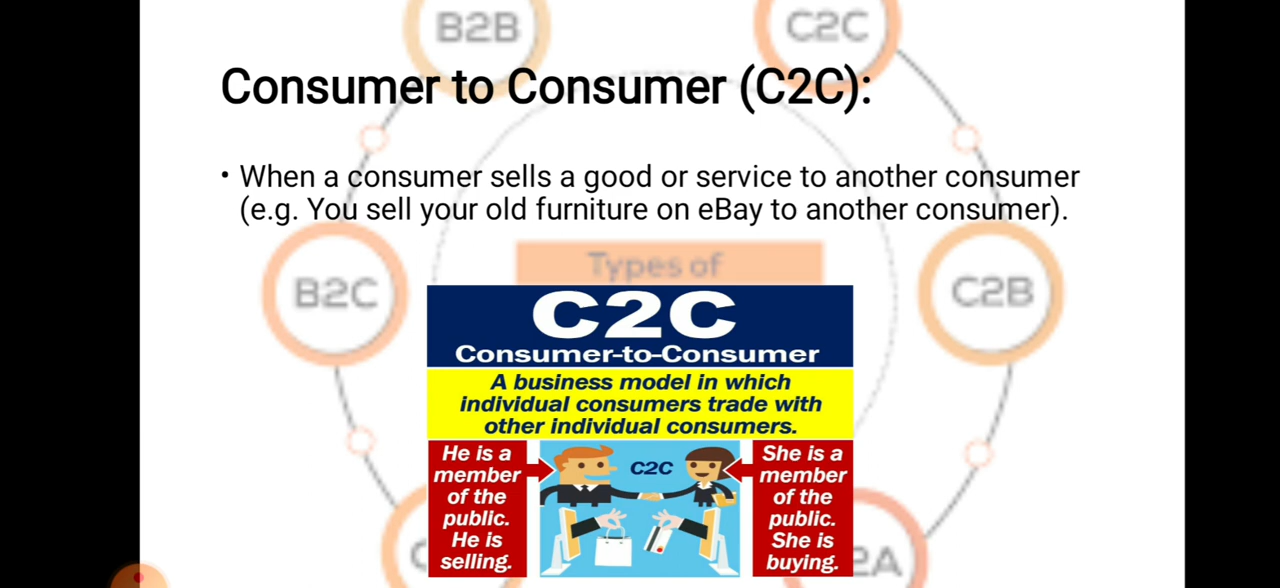 B2B
C2C
Consumer to Consumer (C2C):
• When a consumer sells a good or service to another consumer
(e.g. You sell your old furniture on eBay to another consumer).
Types of
B2C
C2B
C2C
Consumer-to-Consumer
A business model in which
individual consumers trade with
other individual consumers.
He is a
member
of the
public.
He is
selling.
C2C
She is a
member
of the
public.
She is
buying.